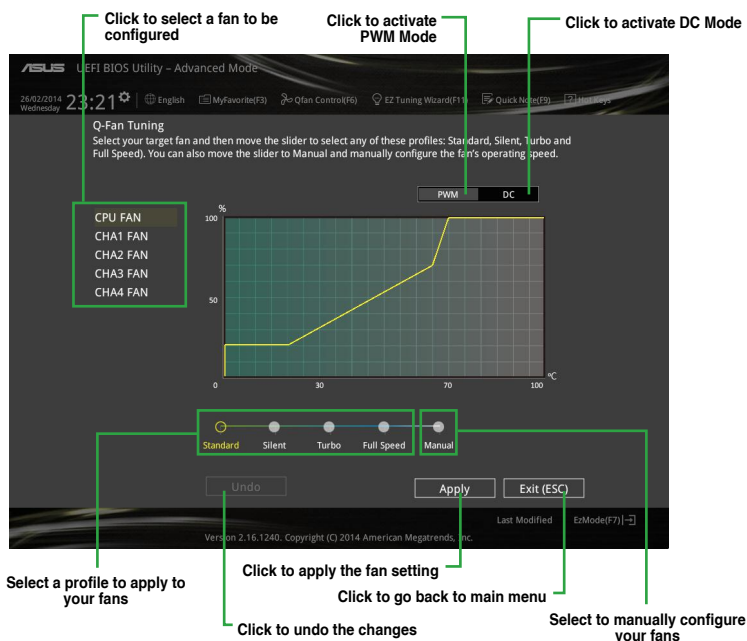 Click to select a fan to be
configured
Click to activate
PWM Mode
Click to activate DC Mode
ASUS UEFI BIOS Utility – Advanced Mode
26/02/2014
Wednesday
23:21
English
MyFavorite(F3)
Qfan Control(F6)
EZ Tuning Wizard(F11)
Quick Note(F9)
? Hot Keys
Q-Fan Tuning
Select your target fan and then move the slider to select any of these profiles: Standard, Silent, Turbo and
Full Speed). You can also move the slider to Manual and manually configure the fan's operating speed.
PWM DC
CPU FAN
CHA1 FAN
CHA2 FAN
CHA3 FAN
CHA4 FAN
%
100
50
0 30 70 100
°C
Standard Silent Turbo Full Speed Manual
Undo Apply Exit (ESC)
Last Modified EzMode(F7)
Version 2.16.1240. Copyright (C) 2014 American Megatrends, Inc.
Select a profile to apply to
your fans
Click to apply the fan setting
Click to go back to main menu
Click to undo the changes
Select to manually configure
your fans